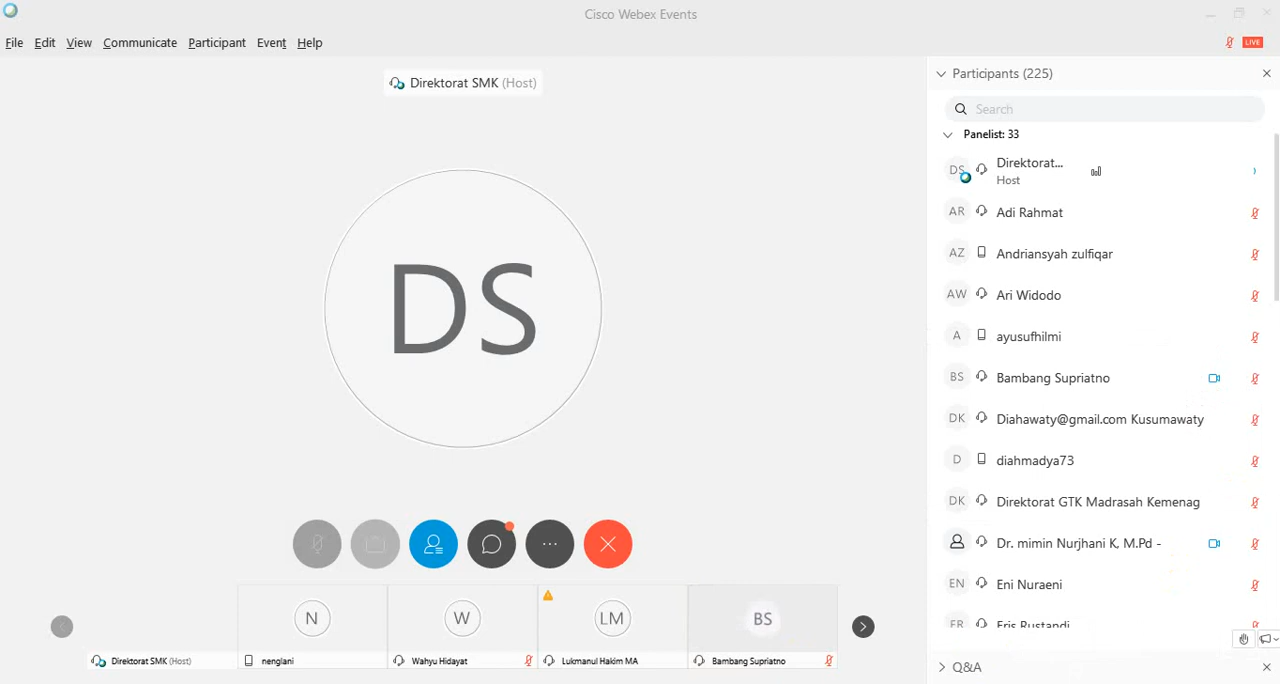 Cisco Webex Events
File Edit View Communicate Participant Event Help
LIVE
Direktorat SMK (Host)
DS
N
W
LM
BS
Direktorat SMK (Host)
nenglani
Wahyu Hidayat
Lukmanul Hakim MA
Bambang Supriatno
Participants (225)
Search
Panelist: 33
DS Direktorat...
Host
AR Adi Rahmat
AZ Andriansyah zulfiqar
AW Ari Widodo
A ayusufhilmi
BS Bambang Supriatno
DK Diahawaty@gmail.com Kusumawaty
D diahmadya73
DK Direktorat GTK Madrasah Kemenag
Dr. mimin Nurjhani K, M.Pd -
EN Eni Nuraeni
ER Eris Rustandi
Q&A